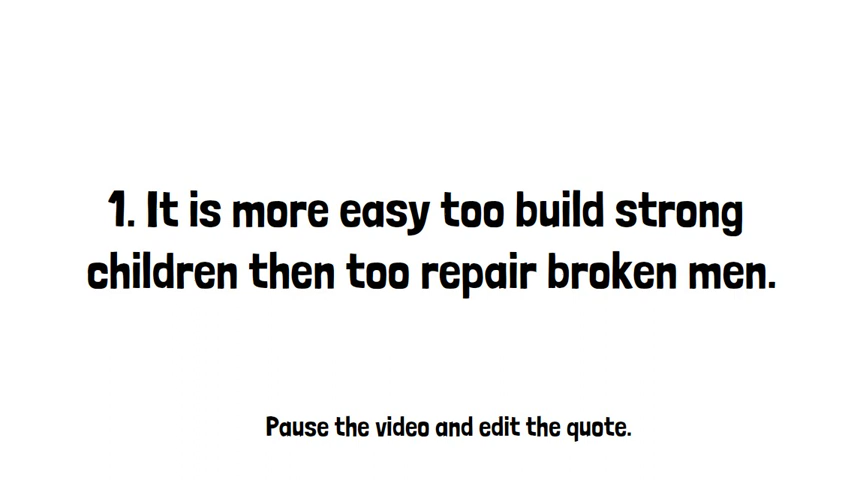 1. It is more easy too build strong
children then too repair broken men.
Pause the video and edit the quote.